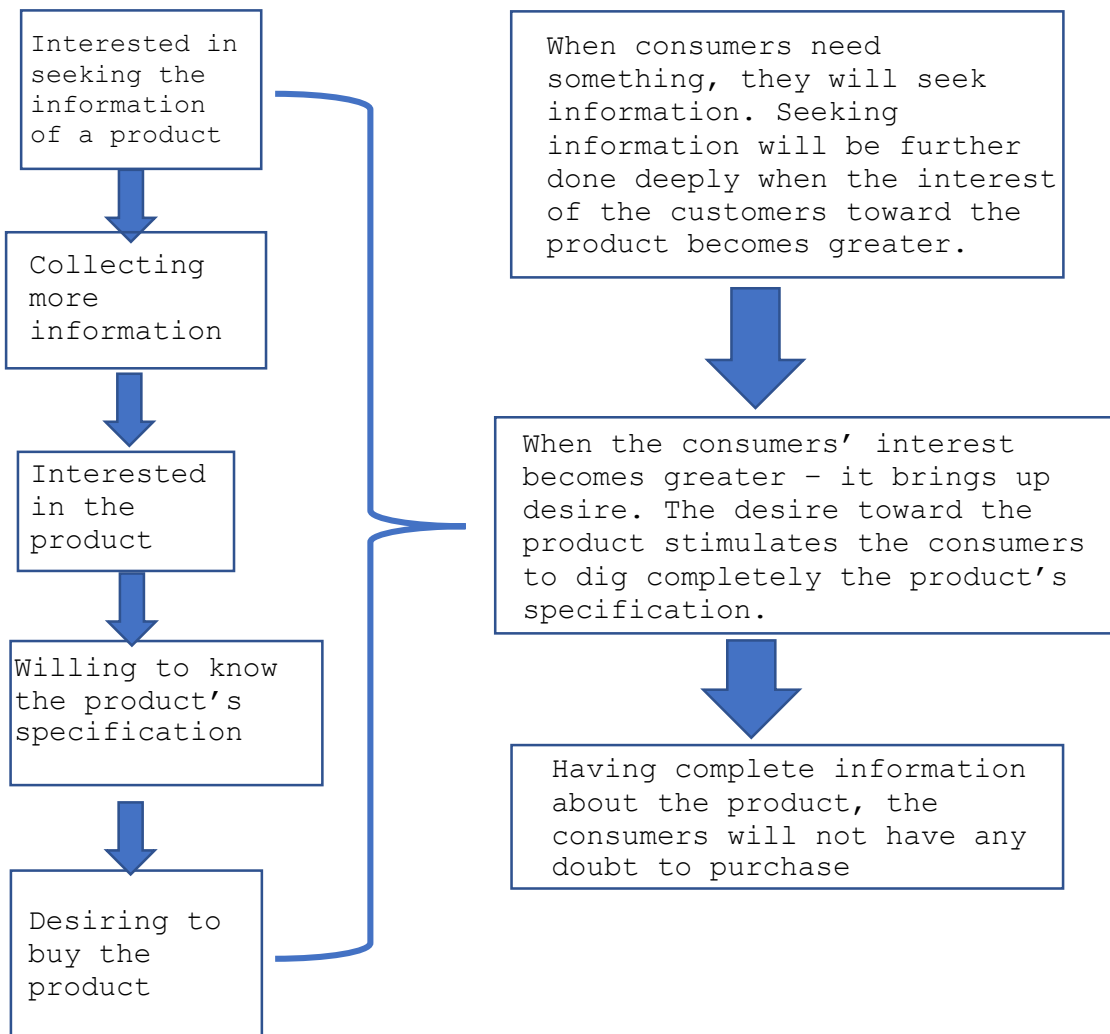 Interested in
seeking the
information
of a product
Collecting
more
information
Interested
in the
product
Willing to know
the product’s
specification
Desiring to
buy the
product
When consumers need
something, they will seek
information. Seeking
information will be further
done deeply when the interest
of the customers toward the
product becomes greater.
When the consumers’ interest
becomes greater – it brings up
desire. The desire toward the
product stimulates the consumers
to dig completely the product’s
specification.
Having complete information
about the product, the
consumers will not have any
doubt to purchase